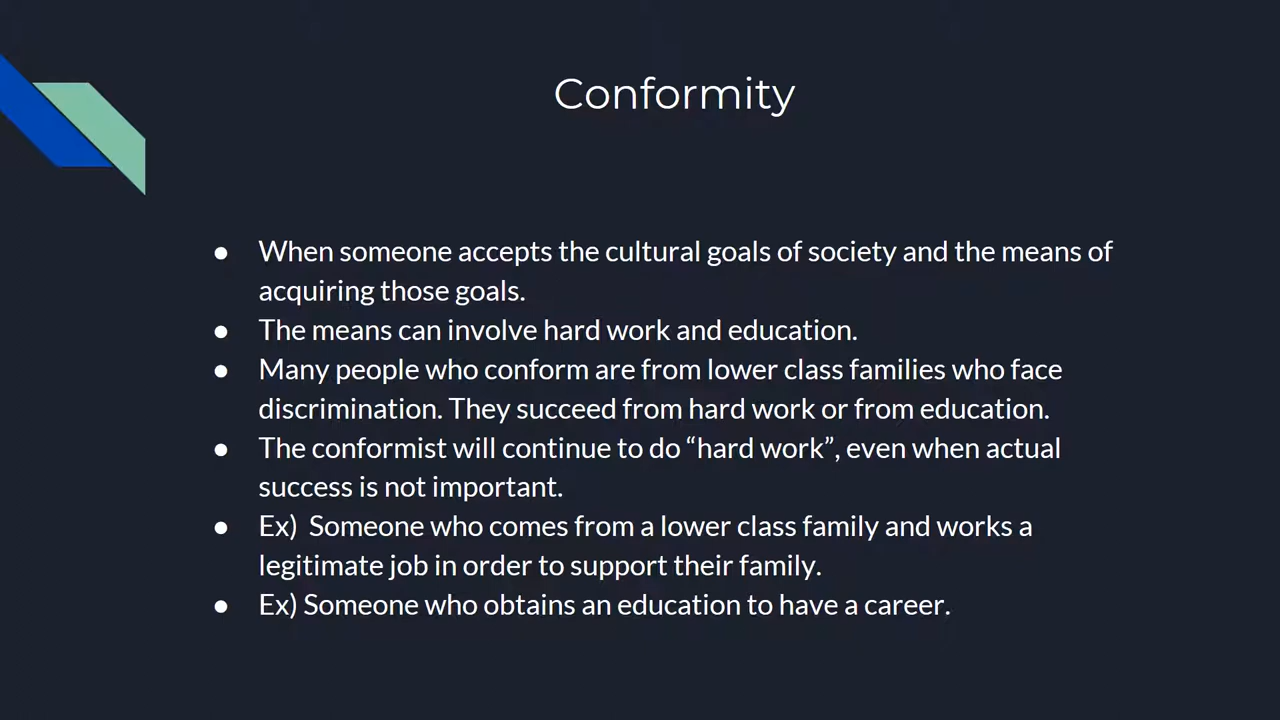 Conformity
● When someone accepts the cultural goals of society and the means of
acquiring those goals.
● The means can involve hard work and education.
● Many people who conform are from lower class families who face
discrimination. They succeed from hard work or from education.
● The conformist will continue to do “hard work”, even when actual
success is not important.
● Ex)  Someone who comes from a lower class family and works a
legitimate job in order to support their family.
● Ex) Someone who obtains an education to have a career.